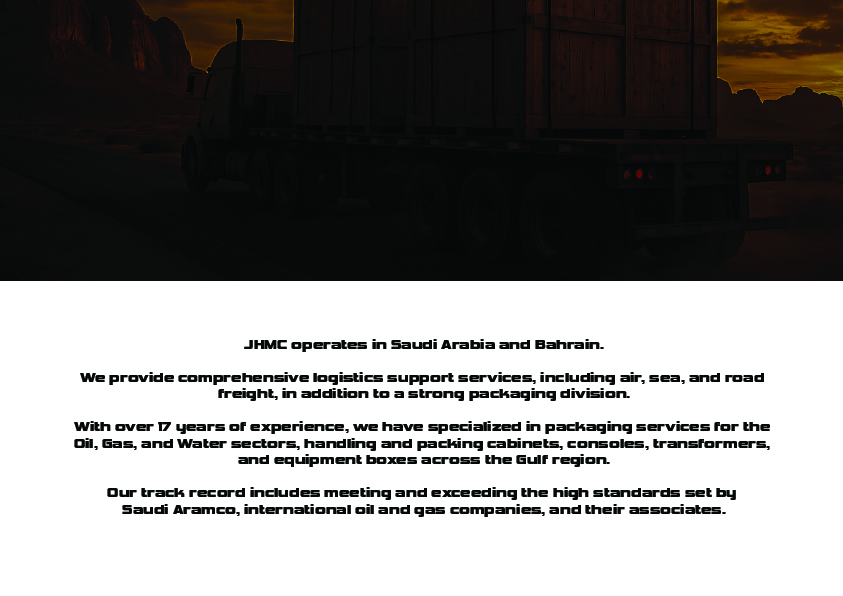 JHMC operates in Saudi Arabia and Bahrain.
We provide comprehensive logistics support services, including air, sea, and road
freight, in addition to a strong packaging division.
With over 17 years of experience, we have specialized in packaging services for the
Oil, Gas, and Water sectors, handling and packing cabinets, consoles, transformers,
and equipment boxes across the Gulf region.
Our track record includes meeting and exceeding the high standards set by
Saudi Aramco, international oil and gas companies, and their associates.